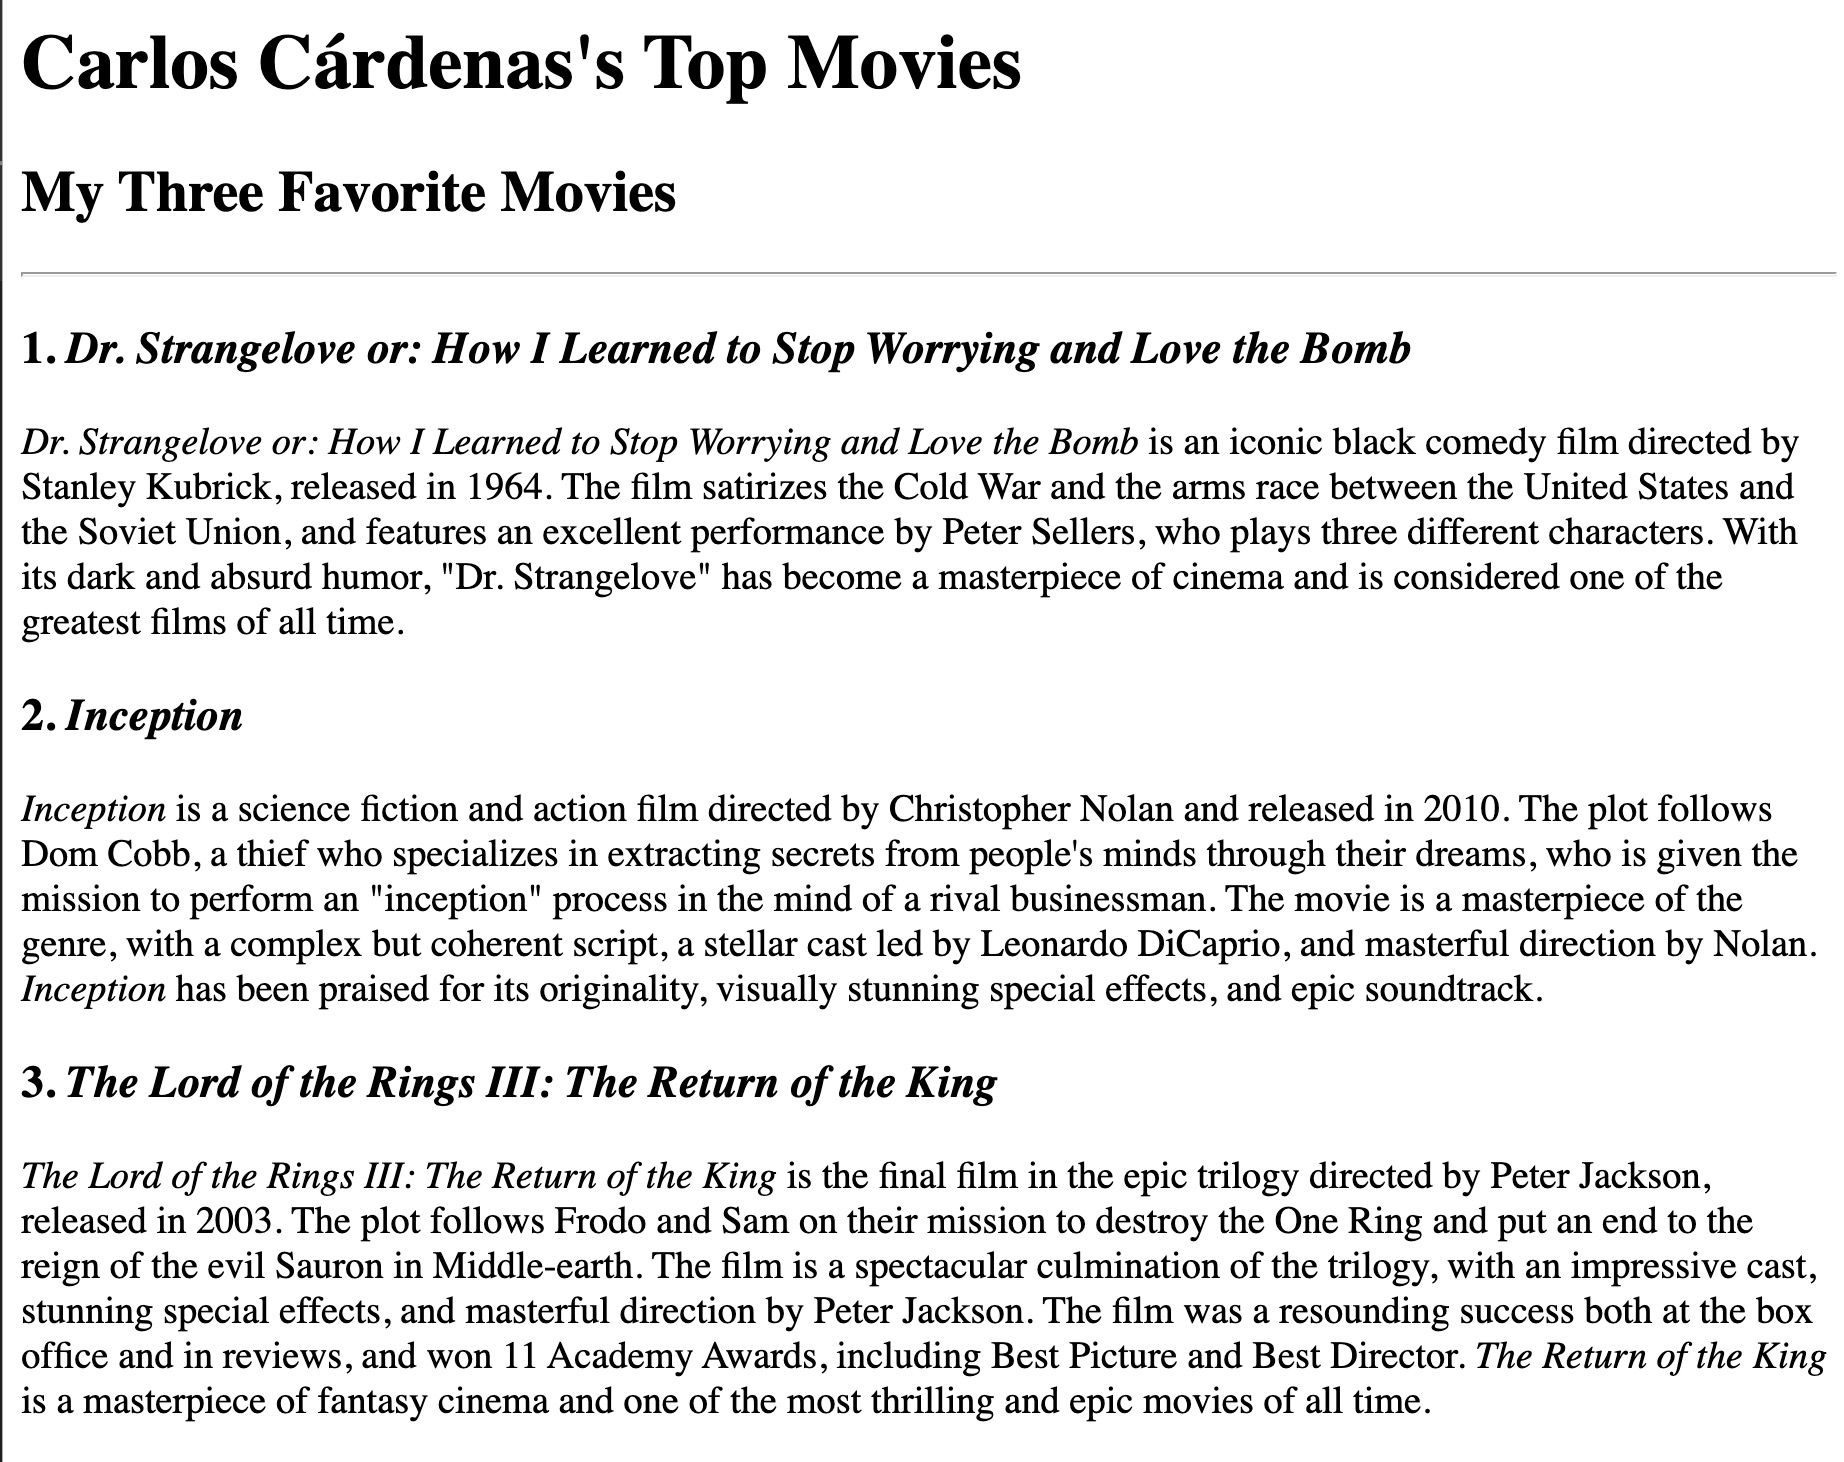 Carlos Cárdenas's Top Movies
My Three Favorite Movies
1. Dr. Strangelove or: How I Learned to Stop Worrying and Love the Bomb
Dr. Strangelove or: How I Learned to Stop Worrying and Love the Bomb is an iconic black comedy film directed by
Stanley Kubrick, released in 1964. The film satirizes the Cold War and the arms race between the United States and
the Soviet Union, and features an excellent performance by Peter Sellers, who plays three different characters. With
its dark and absurd humor, "Dr. Strangelove" has become a masterpiece of cinema and is considered one of the
greatest films of all time.
2. Inception
Inception is a science fiction and action film directed by Christopher Nolan and released in 2010. The plot follows
Dom Cobb, a thief who specializes in extracting secrets from people's minds through their dreams, who is given the
mission to perform an "inception" process in the mind of a rival businessman. The movie is a masterpiece of the
genre, with a complex but coherent script, a stellar cast led by Leonardo DiCaprio, and masterful direction by Nolan.
Inception has been praised for its originality, visually stunning special effects, and epic soundtrack.
3. The Lord of the Rings III: The Return of the King
The Lord of the Rings III: The Return of the King is the final film in the epic trilogy directed by Peter Jackson,
released in 2003. The plot follows Frodo and Sam on their mission to destroy the One Ring and put an end to the
reign of the evil Sauron in Middle-earth. The film is a spectacular culmination of the trilogy, with an impressive cast,
stunning special effects, and masterful direction by Peter Jackson. The film was a resounding success both at the box
office and in reviews, and won 11 Academy Awards, including Best Picture and Best Director. The Return of the King
is a masterpiece of fantasy cinema and one of the most thrilling and epic movies of all time.